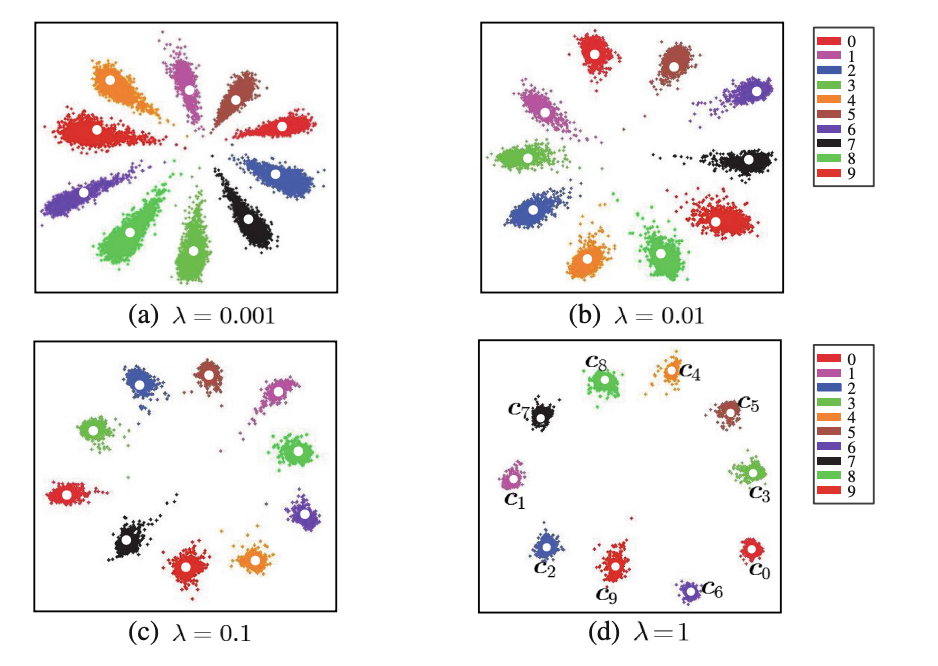 0
1
2
3
4
5
6
7
8
9
(a) λ = 0.001
(b) λ = 0.01
0
1
2
3
4
5
6
7
8
9
c₈
c₄
c₇
c₅
c₁
c₃
c₂
c₀
c₉
c₆
(c) λ = 0.1
(d) λ = 1